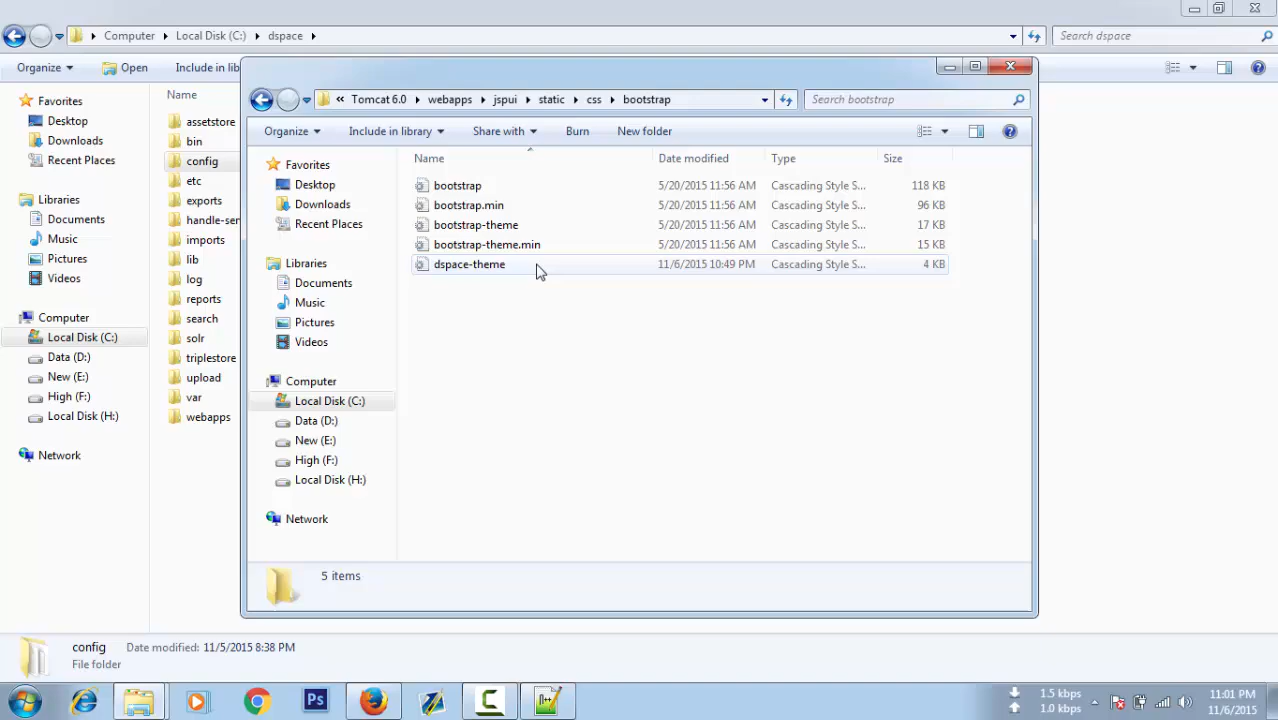 Computer Local Disk (C:) dspace
Search dspace
Organize Open Include in lib
Favorites
Desktop
Downloads
Recent Places
Libraries
Documents
Music
Pictures
Videos
Computer
Local Disk (C:)
Data (D:)
New (E:)
High (F:)
Local Disk (H:)
Network
Name
assetstore
bin
config
etc
exports
handle-ser
imports
lib
log
reports
search
solr
triplestore
upload
var
webapps
« Tomcat 6.0 webapps jspui static css bootstrap
Search bootstrap
Organize Include in library Share with Burn New folder
Favorites
Desktop
Downloads
Recent Places
Libraries
Documents
Music
Pictures
Videos
Computer
Local Disk (C:)
Data (D:)
New (E:)
High (F:)
Local Disk (H:)
Network
Name Date modified Type Size
bootstrap 5/20/2015 11:56 AM Cascading Style S... 118 KB
bootstrap.min 5/20/2015 11:56 AM Cascading Style S... 96 KB
bootstrap-theme 5/20/2015 11:56 AM Cascading Style S... 17 KB
bootstrap-theme.min 5/20/2015 11:56 AM Cascading Style S... 15 KB
dspace-theme 11/6/2015 10:49 PM Cascading Style S... 4 KB
5 items
config Date modified: 11/5/2015 8:38 PM
File folder
Ps
1.5 kbps
1.0 kbps
11:01 PM
11/6/2015